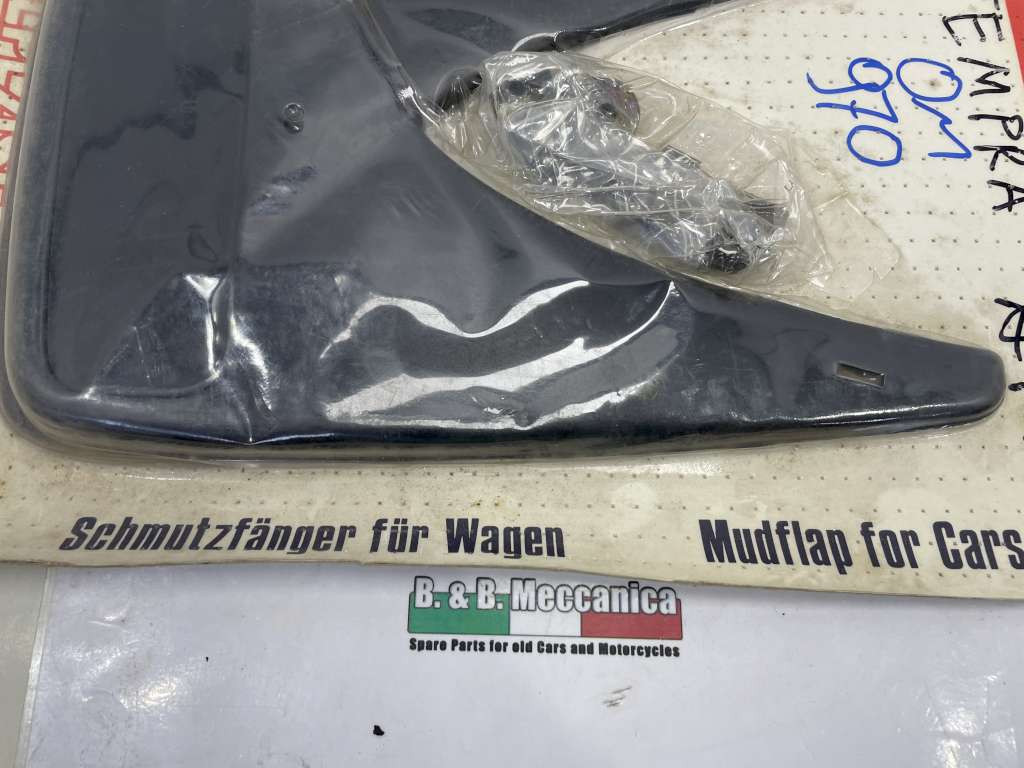 TEMPRA
OM
970
Schmutzfänger für Wagen
Mudflap for Cars
B. & B. Meccanica
Spare Parts for old Cars and Motorcycles